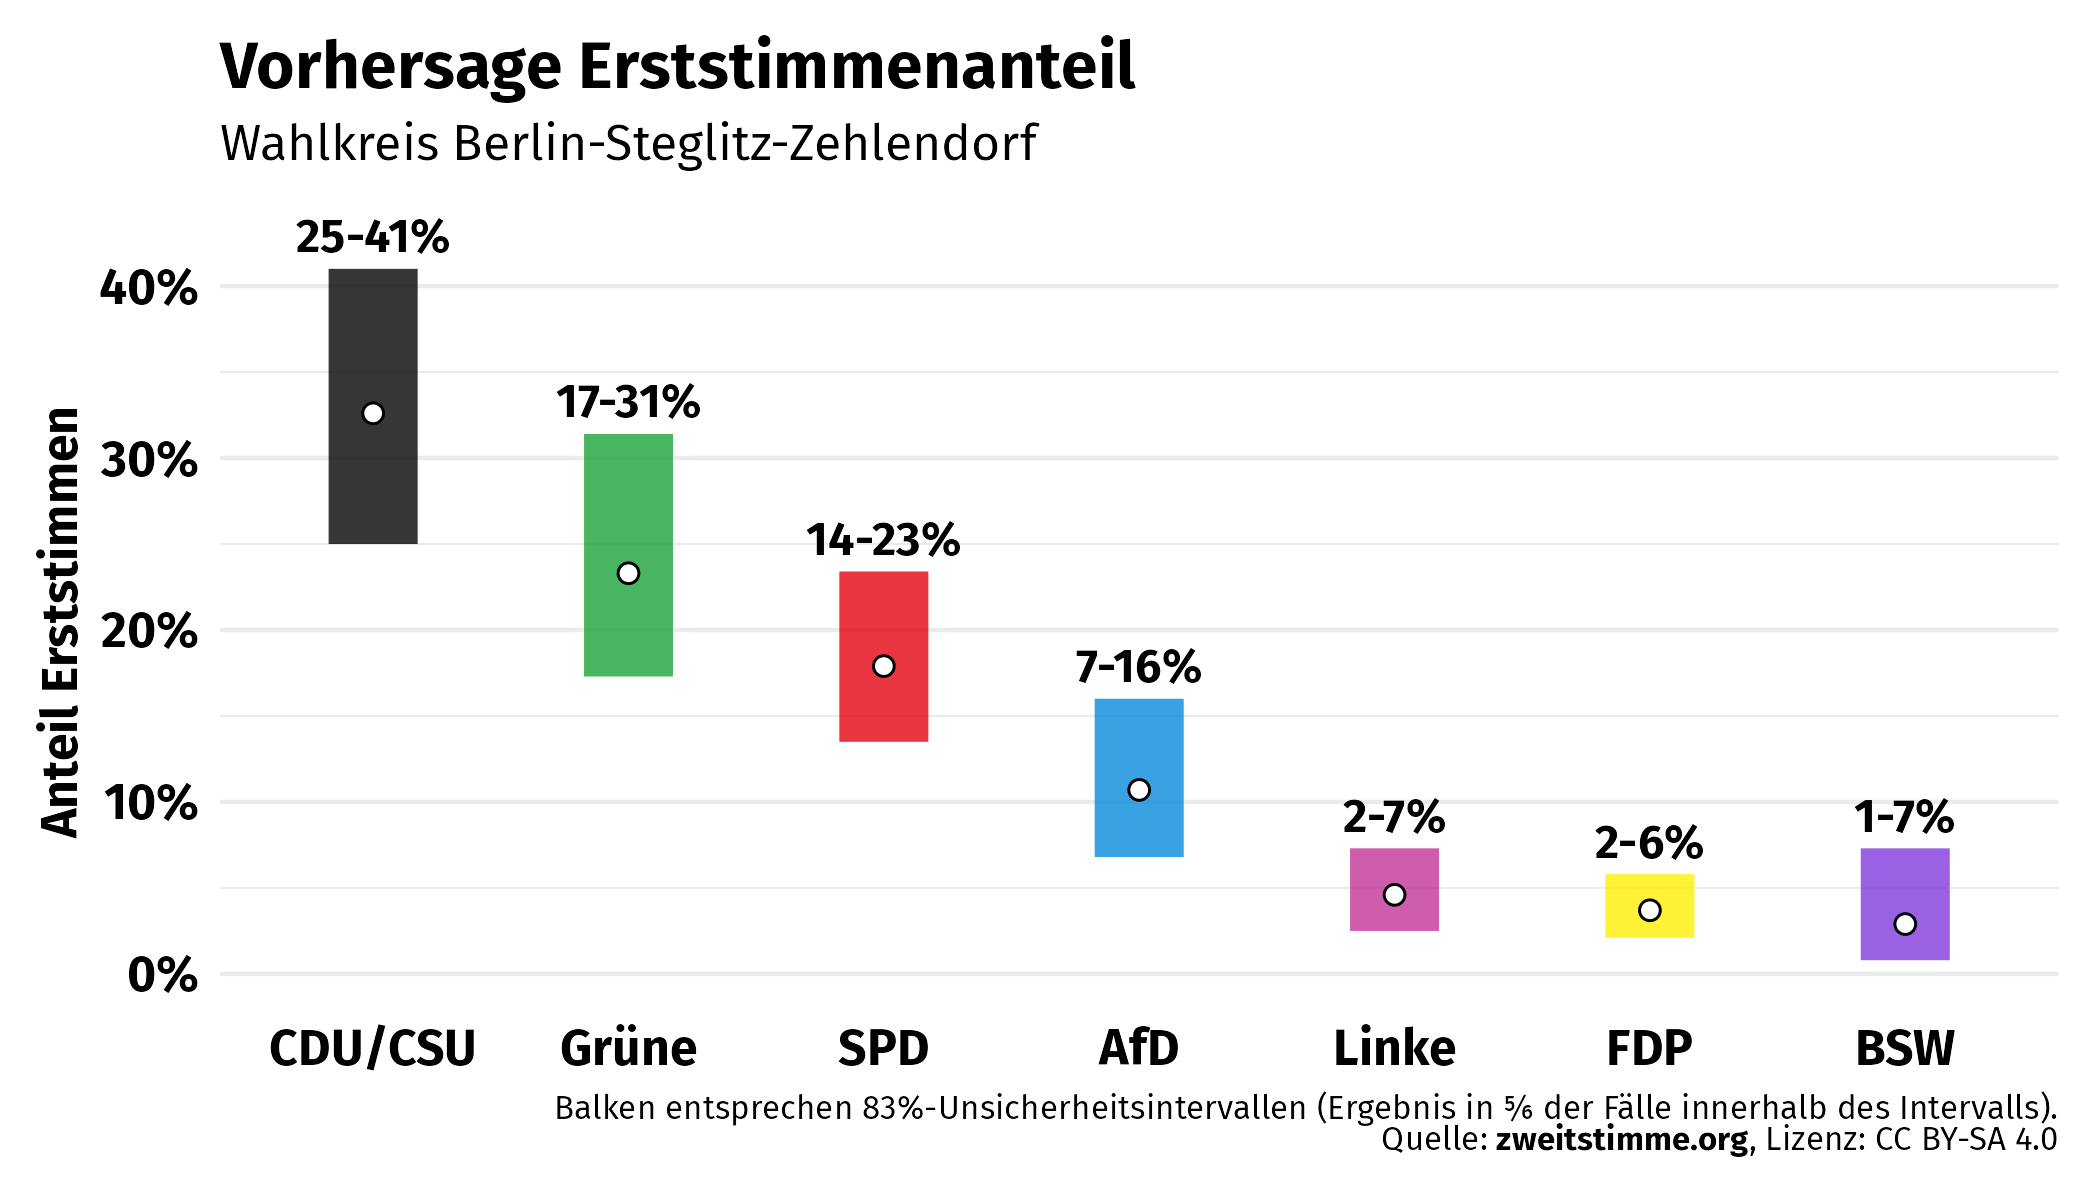 Vorhersage Erststimmenanteil
Wahlkreis Berlin-Steglitz-Zehlendorf
Anteil Erststimmen
40%
30%
20%
10%
0%
25-41%
17-31%
14-23%
7-16%
2-7%
2-6%
1-7%
CDU/CSU Grüne SPD AfD Linke FDP BSW
Balken entsprechen 83%-Unsicherheitsintervallen (Ergebnis in ⅚ der Fälle innerhalb des Intervalls).
Quelle: zweitstimme.org, Lizenz: CC BY-SA 4.0